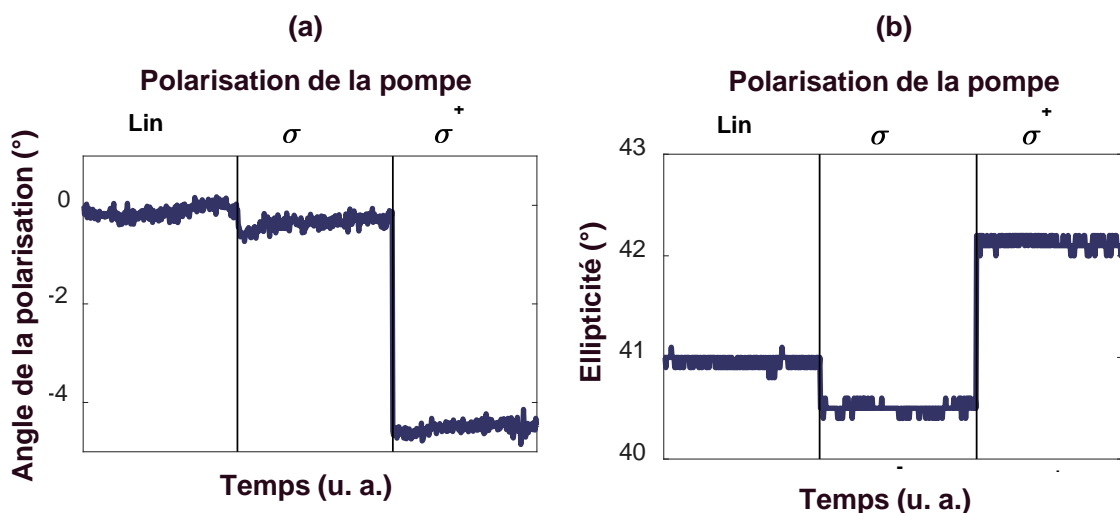 (a)
Polarisation de la pompe
Lin σ σ+
Angle de la polarisation (°)
0
-2
-4
Temps (u. a.)
(b)
Polarisation de la pompe
Lin σ σ+
Ellipticité (°)
43
42
41
40
-
Temps (u. a.)